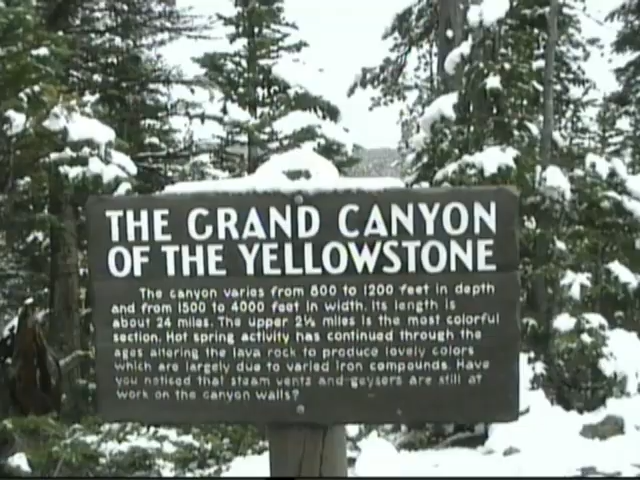 THE GRAND CANYON
OF THE YELLOWSTONE
The canyon varies from 800 to 1200 feet in depth
and from 1500 to 4000 feet in width. Its length is
about 24 miles. The upper 2½ miles is the most colorful
section. Hot spring activity has continued through the
ages altering the lava rock to produce lovely colors
which are largely due to varied iron compounds. Have
you noticed that steam vents and geysers are still at
work on the canyon walls?